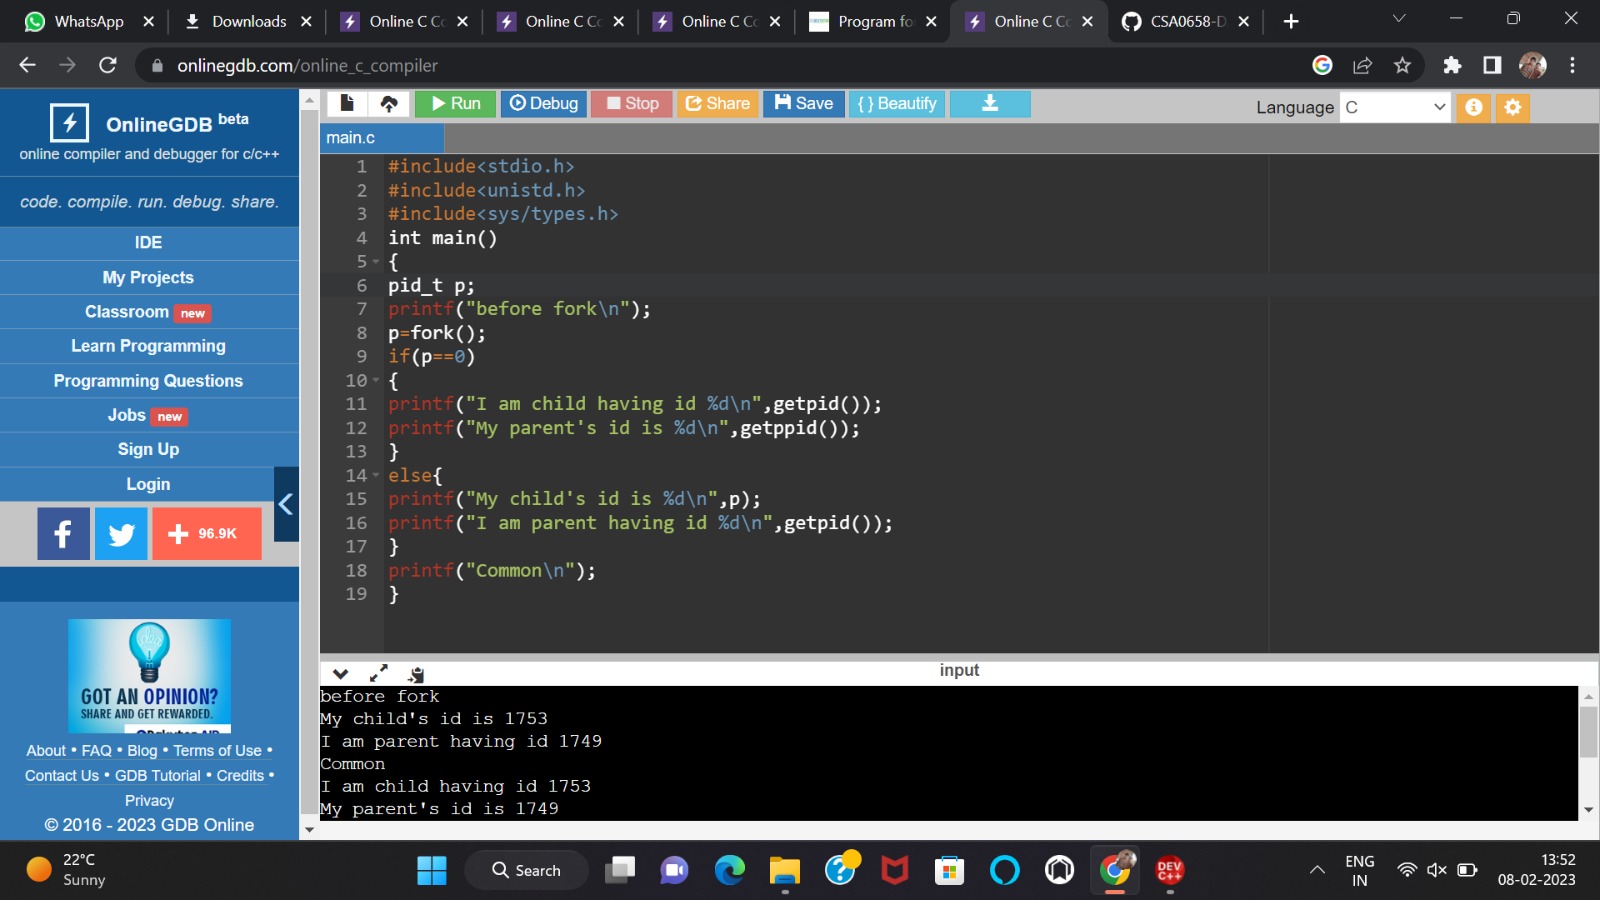 WhatsApp
Downloads
Online C Co
Online C Co
Online C Co
Program fo
Online C Co
CSA0658-D
onlinegdb.com/online_c_compiler
OnlineGDB beta
online compiler and debugger for c/c++
code. compile. run. debug. share.
IDE
My Projects
Classroom new
Learn Programming
Programming Questions
Jobs new
Sign Up
Login
96.9K
GOT AN OPINION?
SHARE AND GET REWARDED.
About • FAQ • Blog • Terms of Use •
Contact Us • GDB Tutorial • Credits •
Privacy
© 2016 - 2023 GDB Online
Run Debug Stop Share Save { } Beautify
Language C
main.c
1 #include<stdio.h>
2 #include<unistd.h>
3 #include<sys/types.h>
4 int main()
5 {
6 pid_t p;
7 printf("before fork\n");
8 p=fork();
9 if(p==0)
10 {
11 printf("I am child having id %d\n",getpid());
12 printf("My parent's id is %d\n",getppid());
13 }
14 else{
15 printf("My child's id is %d\n",p);
16 printf("I am parent having id %d\n",getpid());
17 }
18 printf("Common\n");
19 }
input
before fork
My child's id is 1753
I am parent having id 1749
Common
I am child having id 1753
My parent's id is 1749
22°C
Sunny
Search
DEV
C++
ENG
IN
13:52
08-02-2023